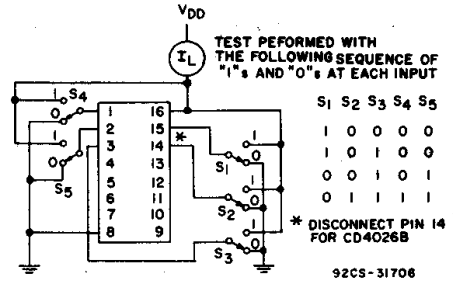 VDD
IL
TEST PEFORMED WITH
THE FOLLOWING SEQUENCE OF
"1"s AND "0"s AT EACH INPUT
S1 S2 S3 S4 S5
1 0 0 0 0
1 0 1 0 0
0 0 1 0 1
0 1 1 1 1
* DISCONNECT PIN 14
FOR CD4026B
92CS-31706
1 S4
0
1
0
S5
1 16
2 15
3 14 *
4 13
5 12
6 11
7 10
8 9
1
0
S1
1
0
S2
1
0
S3